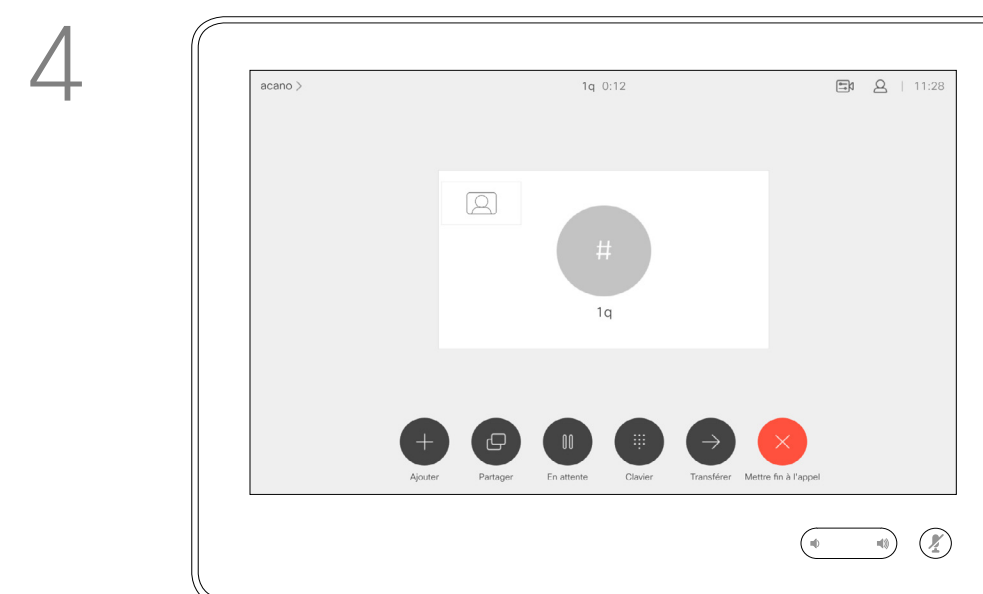 4
acano > 1q 0:12 | 11:28
#
1q
Ajouter Partager En attente Clavier Transférer Mettre fin à l'appel